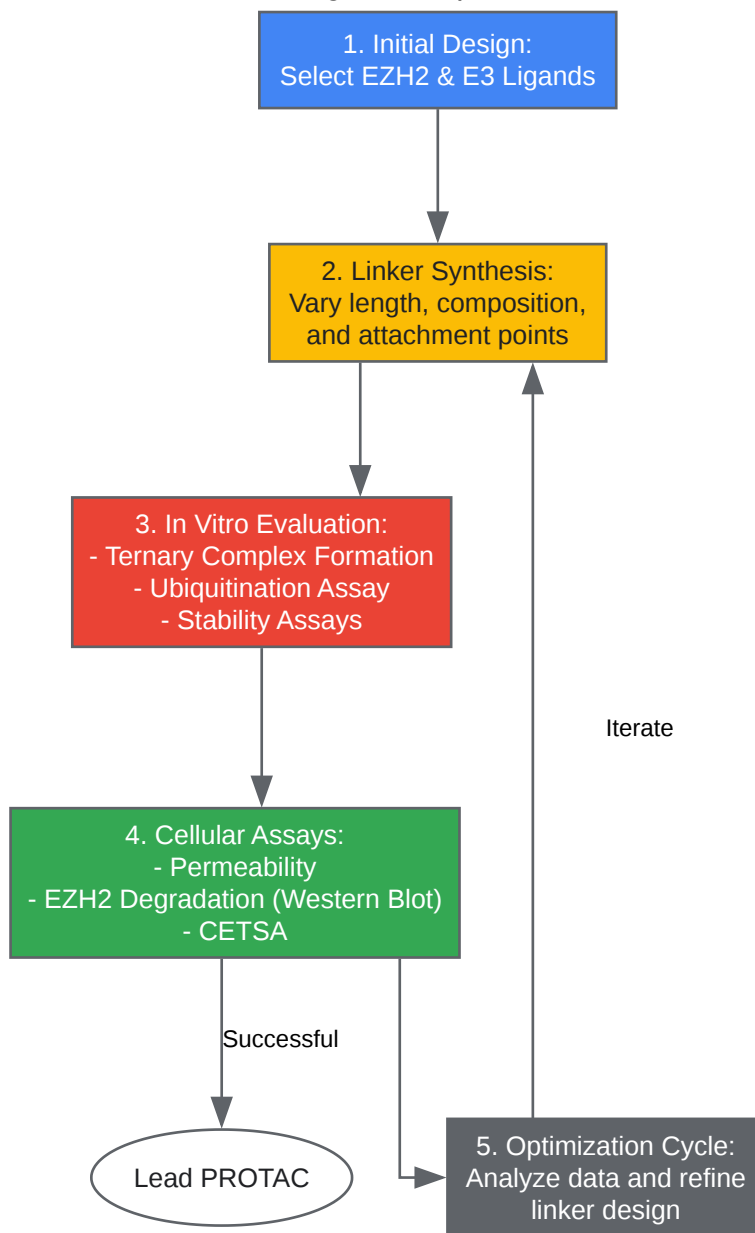 1. Initial Design:
Select EZH2 & E3 Ligands
2. Linker Synthesis:
Vary length, composition,
and attachment points
3. In Vitro Evaluation:
- Ternary Complex Formation
- Ubiquitination Assay
- Stability Assays
Iterate
4. Cellular Assays:
- Permeability
- EZH2 Degradation (Western Blot)
- CETSA
Successful
Lead PROTAC
5. Optimization Cycle:
Analyze data and refine
linker design